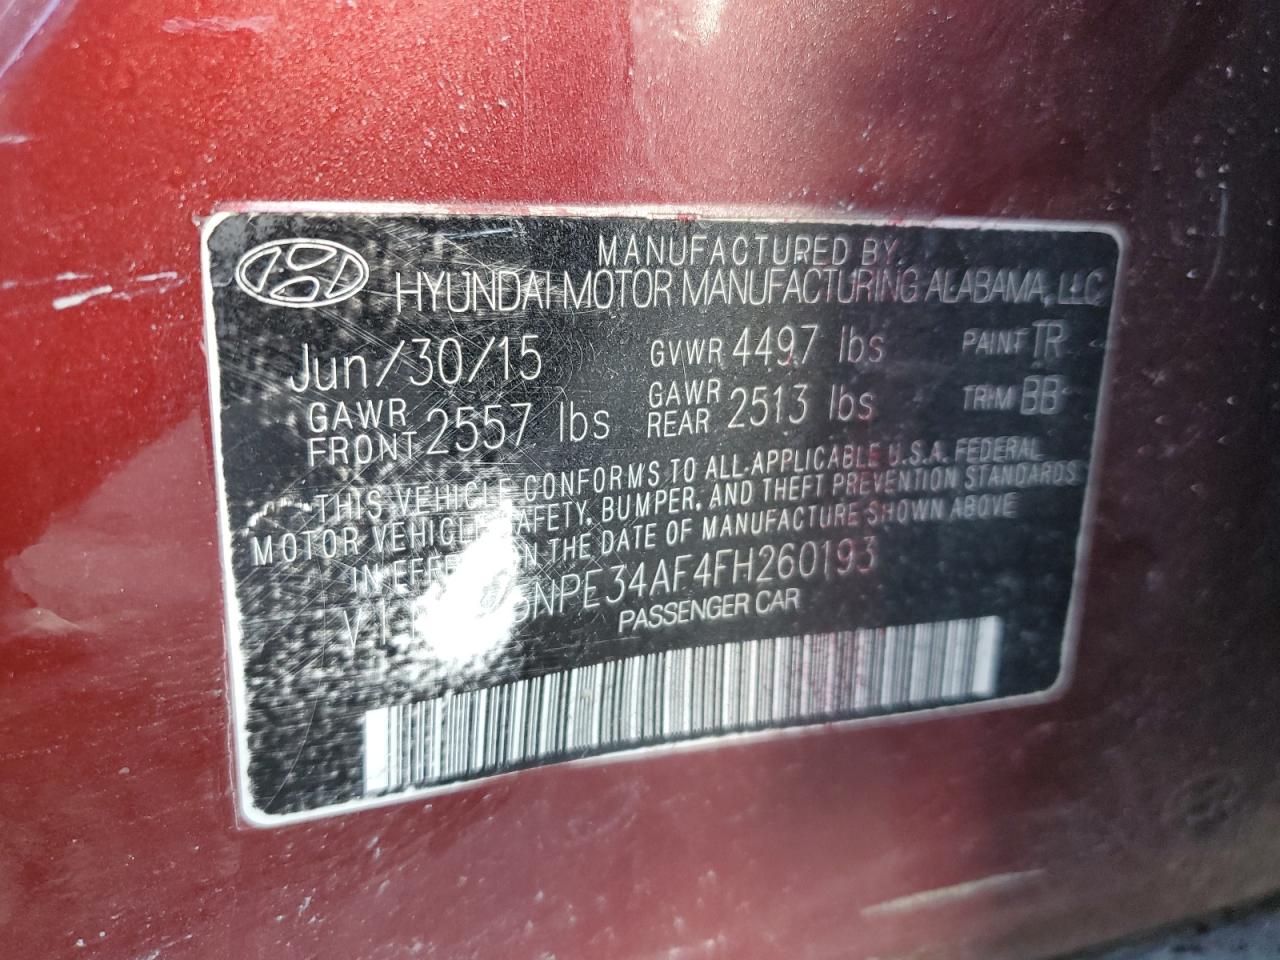 MANUFACTURED BY
HYUNDAI MOTOR MANUFACTURING ALABAMA, LLC
Jun/30/15 GVWR 4497 lbs PAINT TR
GAWR FRONT 2557 lbs GAWR REAR 2513 lbs TRIM BB
THIS VEHICLE CONFORMS TO ALL APPLICABLE U.S.A. FEDERAL
MOTOR VEHICLE SAFETY, BUMPER, AND THEFT PREVENTION STANDARDS
IN EFFECT ON THE DATE OF MANUFACTURE SHOWN ABOVE
NPE34AF4FH260193
PASSENGER CAR